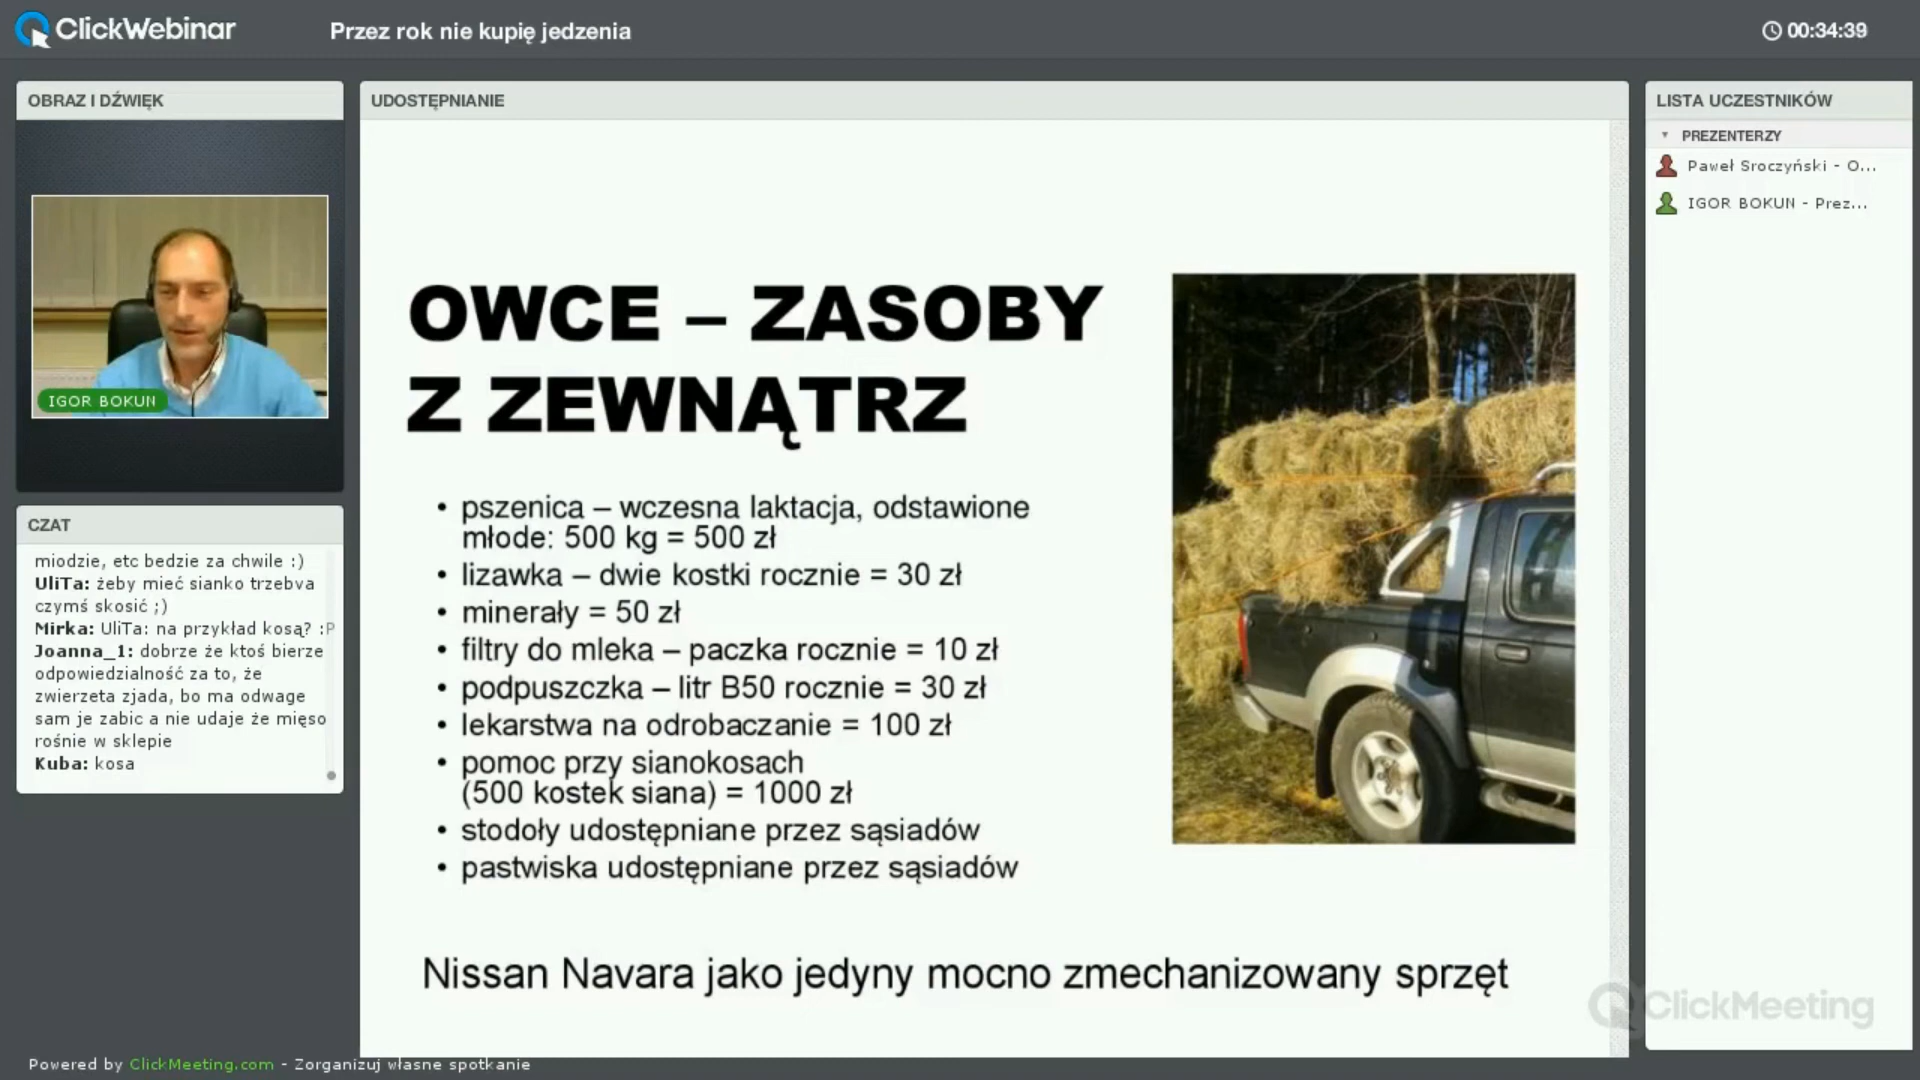 ClickWebinar
Przez rok nie kupię jedzenia
00:34:39
OBRAZ I DŹWIĘK
IGOR BOKUN
CZAT
miodzie, etc bedzie za chwile :)
UliTa: żeby mieć sianko trzebva
czymś skosić ;)
Mirka: UliTa: na przykład kosą? :P
Joanna_1: dobrze że ktoś bierze
odpowiedzialność za to, że
zwierzeta zjada, bo ma odwage
sam je zabic a nie udaje że mięso
rośnie w sklepie
Kuba: kosa
UDOSTĘPNIANIE
OWCE – ZASOBY
Z ZEWNĄTRZ
• pszenica – wczesna laktacja, odstawione
młode: 500 kg = 500 zł
• lizawka – dwie kostki rocznie = 30 zł
• minerały = 50 zł
• filtry do mleka – paczka rocznie = 10 zł
• podpuszczka – litr B50 rocznie = 30 zł
• lekarstwa na odrobaczanie = 100 zł
• pomoc przy sianokosach
(500 kostek siana) = 1000 zł
• stodoły udostępniane przez sąsiadów
• pastwiska udostępniane przez sąsiadów
Nissan Navara jako jedyny mocno zmechanizowany sprzęt
LISTA UCZESTNIKÓW
PREZENTERZY
Paweł Sroczyński - O...
IGOR BOKUN - Prez...
ClickMeeting
Powered by ClickMeeting.com - Zorganizuj własne spotkanie